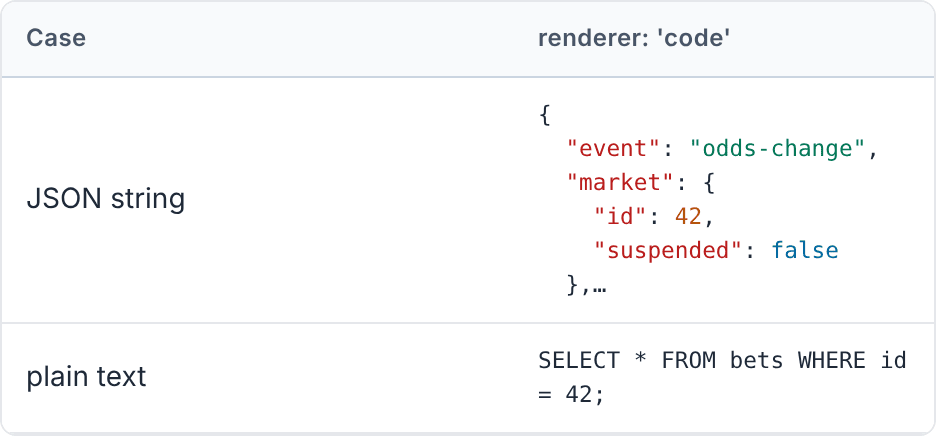 Case renderer: 'code'
JSON string
{
  "event": "odds-change",
  "market": {
    "id": 42,
    "suspended": false
  },…
plain text
SELECT * FROM bets WHERE id
= 42;